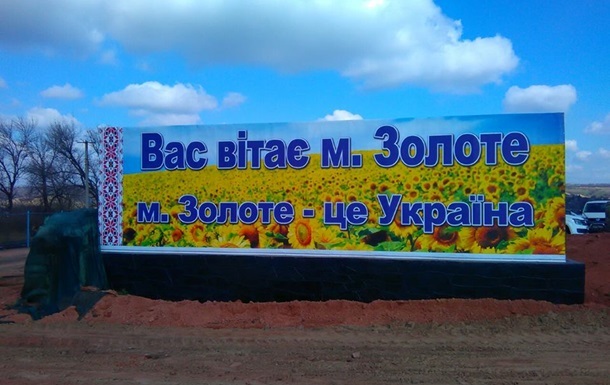 Вас вітає м. Золоте
м. Золоте - це Україна